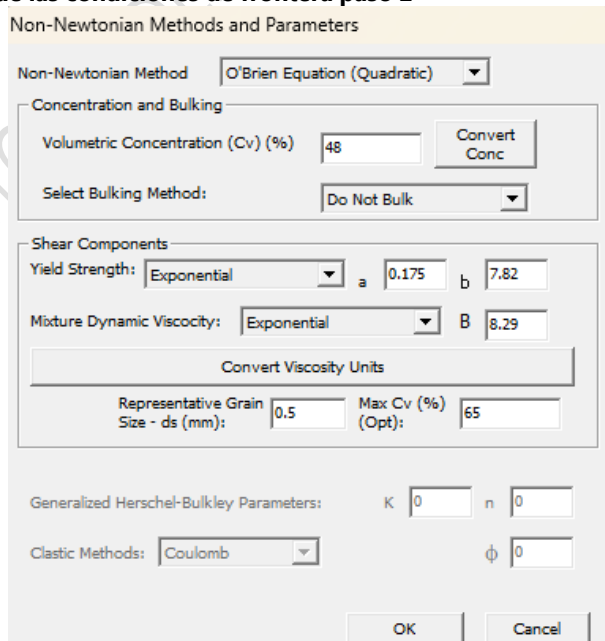 de las condiciones de frontera paso 2
Non-Newtonian Methods and Parameters
Non-Newtonian Method O'Brien Equation (Quadratic)
Concentration and Bulking
Volumetric Concentration (Cv) (%) 48 Convert Conc
Select Bulking Method: Do Not Bulk
Shear Components
Yield Strength: Exponential a 0.175 b 7.82
Mixture Dynamic Viscocity: Exponential B 8.29
Convert Viscosity Units
Representative Grain Size - ds (mm): 0.5 Max Cv (%) (Opt): 65
Generalized Herschel-Bulkley Parameters: K 0 n 0
Clastic Methods: Coulomb ϕ 0
OK Cancel